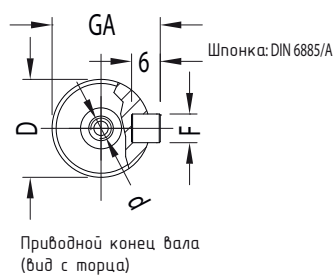 GA
6
Шпонка: DIN 6885/A
D
F
d
Приводной конец вала
(вид с торца)